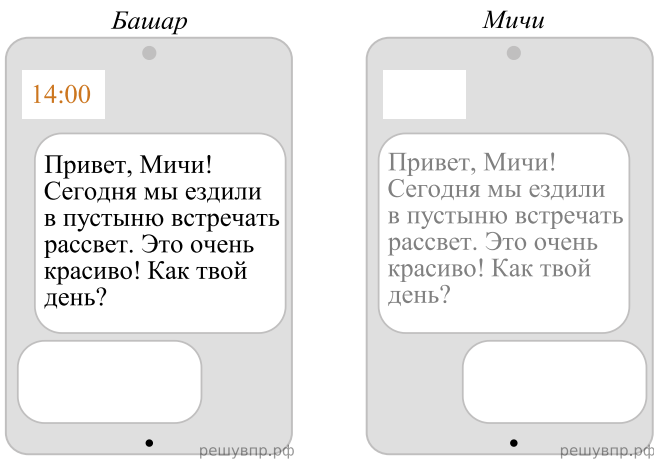 Башар
14:00
Привет, Мичи!
Сегодня мы ездили
в пустыню встречать
рассвет. Это очень
красиво! Как твой
день?
решувпр.рф
Мичи
Привет, Мичи!
Сегодня мы ездили
в пустыню встречать
рассвет. Это очень
красиво! Как твой
день?
решувпр.рф